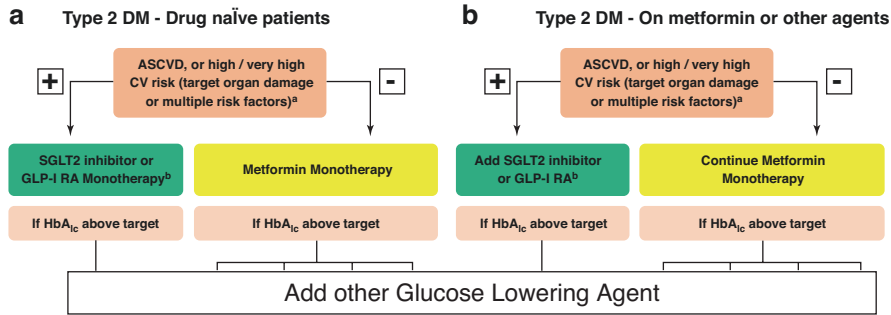 a Type 2 DM - Drug naÏve patients
+
ASCVD, or high / very high
CV risk (target organ damage
or multiple risk factors)ᵃ
-
SGLT2 inhibitor or
GLP-I RA Monotherapyᵇ
Metformin Monotherapy
If HbA₁c above target
If HbA₁c above target
b Type 2 DM - On metformin or other agents
+
ASCVD, or high / very high
CV risk (target organ damage
or multiple risk factors)ᵃ
-
Add SGLT2 inhibitor
or GLP-I RAᵇ
Continue Metformin
Monotherapy
If HbA₁c above target
If HbA₁c above target
Add other Glucose Lowering Agent